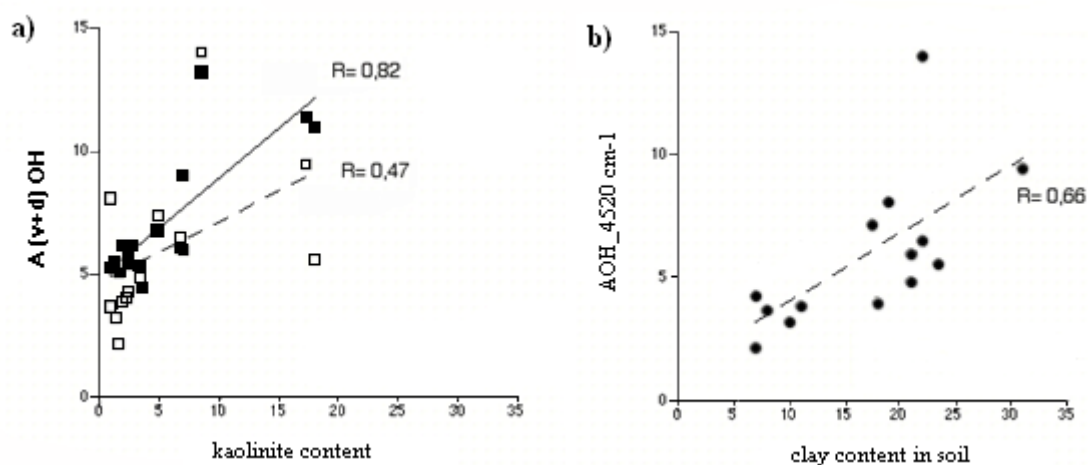 a)
15
10
5
0
A (v+d) OH
R= 0,82
R= 0,47
0 5 10 15 20 25 30 35
kaolinite content
b)
15
10
5
0
AOH_4520 cm-1
R= 0,66
0 5 10 15 20 25 30 35
clay content in soil